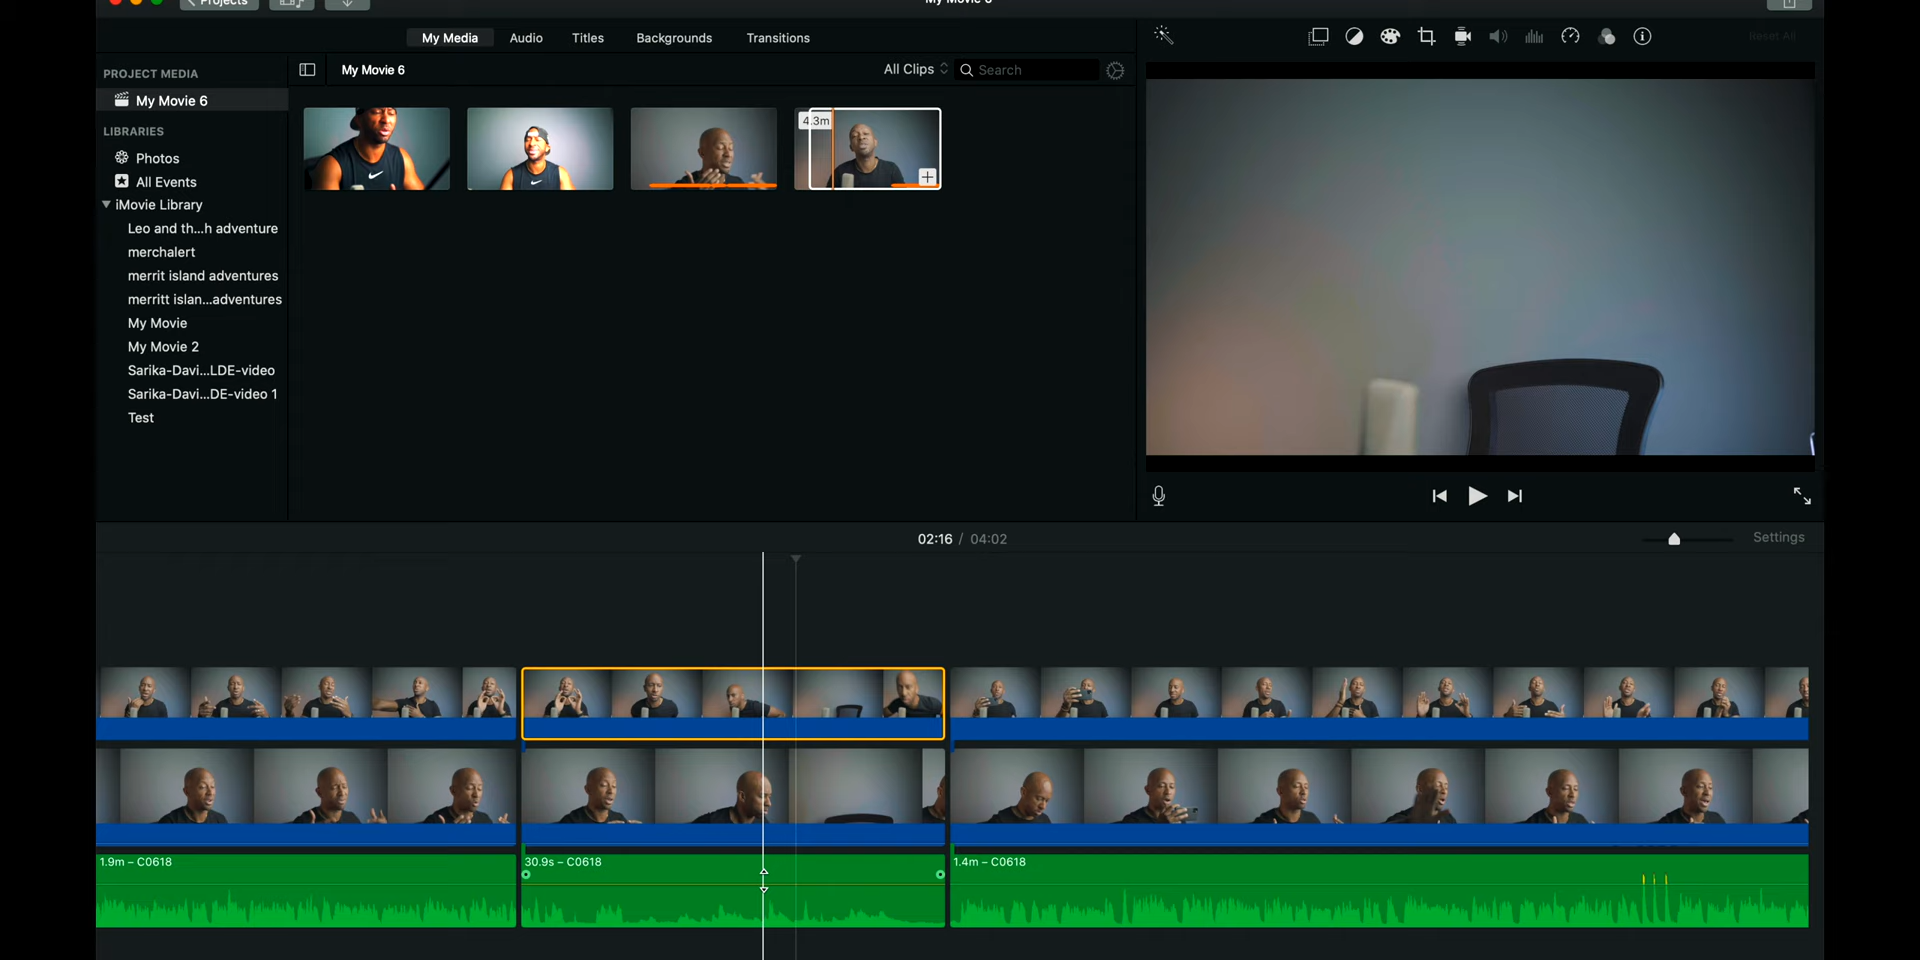 Projects
My Movie 6
My Media
Audio
Titles
Backgrounds
Transitions
Reset All
PROJECT MEDIA
My Movie 6
LIBRARIES
Photos
All Events
iMovie Library
Leo and th...h adventure
merchalert
merrit island adventures
merritt islan...adventures
My Movie
My Movie 2
Sarika-Davi...LDE-video
Sarika-Davi...DE-video 1
Test
My Movie 6
All Clips
Search
4.3m
02:16 / 04:02
Settings
1.9m – C0618
30.9s – C0618
1.4m – C0618